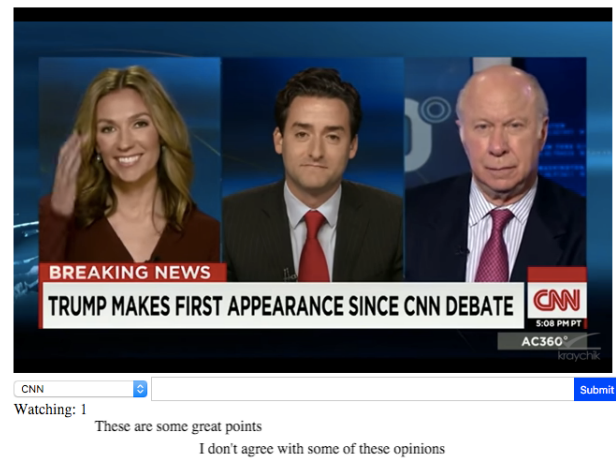 BREAKING NEWS
TRUMP MAKES FIRST APPEARANCE SINCE CNN DEBATE
CNN
5:08 PM PT
AC360°
kraychik
CNN
Submit
Watching: 1
These are some great points
I don't agree with some of these opinions